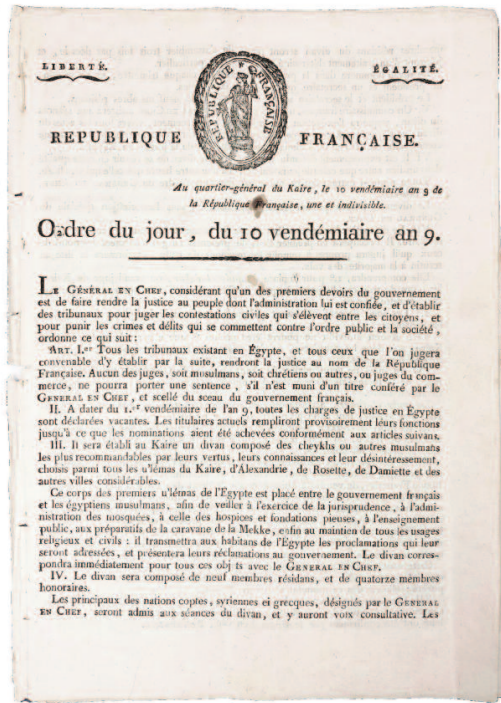 LIBERTÉ.
ÉGALITÉ.
REPUBLIQUE FRANÇAISE
REPUBLIQUE FRANÇAISE.
Au quartier-général du Kaire, le 10 vendémiaire an 9 de
la République Française, une et indivisible.
Ordre du jour, du 10 vendémiaire an 9.
LE GÉNÉRAL EN CHEF, considérant qu'un des premiers devoirs du gouvernement
est de faire rendre la justice au peuple dont l'administration lui est confiée, et d'établir
des tribunaux pour juger les contestations civiles qui s'élèvent entre les citoyens, et
pour punir les crimes et délits qui se commettent contre l'ordre public et la société,
ordonne ce qui suit :
ART. I.er Tous les tribunaux existant en Égypte, et tous ceux que l'on jugera
convenable d'y établir par la suite, rendront la justice au nom de la République
Française. Aucun des juges, soit musulmans, soit chrétiens ou autres, ou juges du com-
merce, ne pourra porter une sentence, s'il n'est muni d'un titre conféré par le
GENERAL EN CHEF, et scellé du sceau du gouvernement français.
II. A dater du 1.er vendémiaire de l'an 9, toutes les charges de justice en Égypte
sont déclarées vacantes. Les titulaires actuels rempliront provisoirement leurs fonctions
jusqu'à ce que les nominations aient été achevées conformément aux articles suivans.
III. Il sera établi au Kaire un divan composé des cheykhs ou autres musulmans
les plus recommandables par leurs vertus, leurs connaissances et leur désintéressement,
choisis parmi tous les u'lémas du Kaire, d'Alexandrie, de Rosette, de Damiette et des
autres villes considérables.
Ce corps des premiers u'lémas de l'Égypte est placé entre le gouvernement français
et les égyptiens musulmans, afin de veiller à l'exercice de la jurisprudence, à l'admi-
nistration des mosquées, à celle des hospices et fondations pieuses, à l'enseignement
public, aux préparatifs de la caravane de la Mekke, enfin au maintien de tous les usages
religieux et civils : il transmettra aux habitans de l'Égypte les proclamations qui leur
seront adressées, et présentera leurs réclamations au gouvernement. Le divan corres-
pondra immédiatement pour tous ces obj ts avec le GENERAL EN CHEF.
IV. Le divan sera composé de neuf membres résidans, et de quatorze membres
honoraires.
Les principaux des nations coptes, syriennes et grecques, désignés par le GENERAL
EN CHEF, seront admis aux séances du divan, et y auront voix consultative. Les